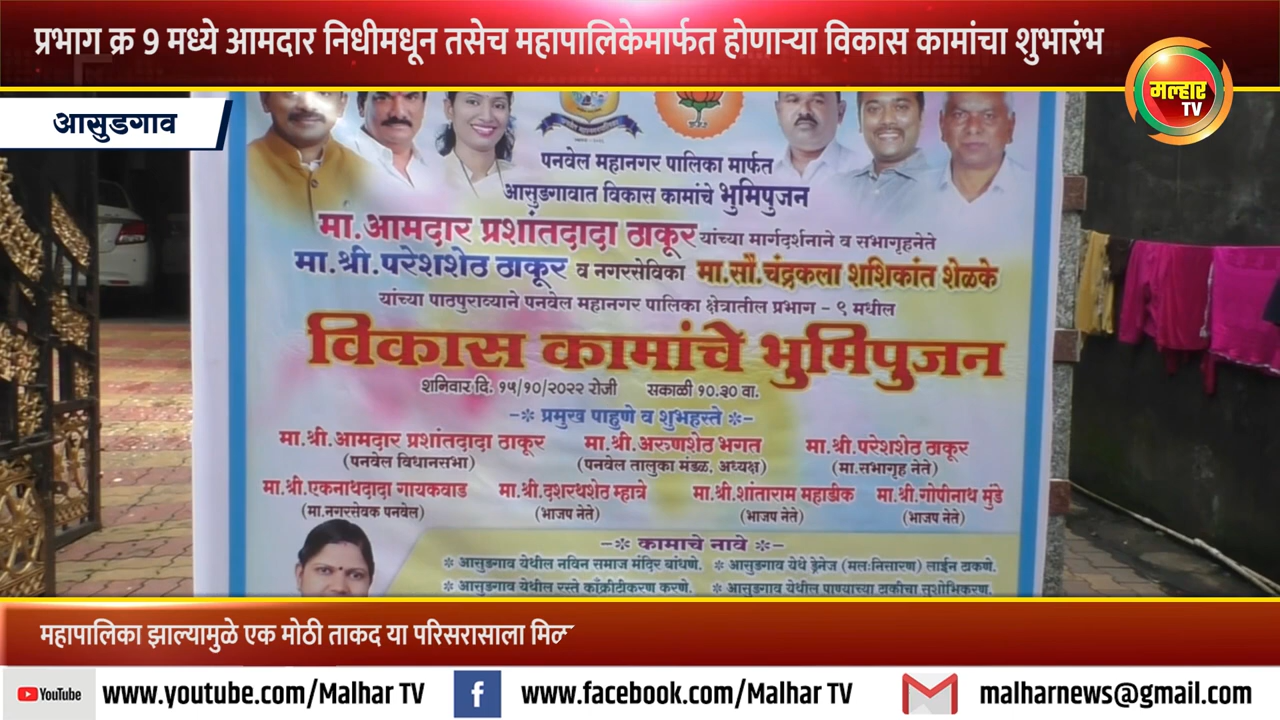 प्रभाग क्र 9 मध्ये आमदार निधीमधून तसेच महापालिकेमार्फत होणाऱ्या विकास कामांचा शुभारंभ
मल्हार
TV
आसुडगाव
पनवेल महानगर पालिका मार्फत
आसुडगावात विकास कामांचे भुमिपुजन
मा.आमदार प्रशांतदादा ठाकूर यांच्या मार्गदर्शनाने व सभागृहनेते
मा.श्री.परेशशेठ ठाकूर व नगरसेविका मा.सौ.चंद्रकला शशिकांत शेळके
यांच्या पाठपुराव्याने पनवेल महानगर पालिका क्षेत्रातील प्रभाग - ९ मधील
विकास कामांचे भुमिपुजन
शनिवार दि. १५/१०/२०२२ रोजी सकाळी १०.३० वा.
-* प्रमुख पाहुणे व शुभहस्ते *-
मा.श्री.आमदार प्रशांतदादा ठाकूर मा.श्री.अरुणशेठ भगत मा.श्री.परेशशेठ ठाकूर
(पनवेल विधानसभा) (पनवेल तालुका मंडळ, अध्यक्ष) (मा.सभागृह नेते)
मा.श्री.एकनाथदादा गायकवाड मा.श्री.दशरथशेठ म्हात्रे मा.श्री.शांताराम महाडीक मा.श्री.गोपीनाथ मुंडे
(मा.नगरसेवक पनवेल) (भाजप नेते) (भाजप नेते) (भाजप नेते)
-* कामाचे नावे *-
* आसुडगाव येथील नविन समाज मंदिर बांधणे. * आसुडगाव येथे ड्रेनेज (मल:निसारण) लाईन टाकणे.
* आसुडगाव येथील रस्ते काँक्रीटीकरण करणे. * आसुडगाव येथील पाण्याच्या टाकीचा सुशोभिकरण.
महापालिका झाल्यामुळे एक मोठी ताकद या परिसरासाला
YouTube www.youtube.com/Malhar TV www.facebook.com/Malhar TV malharnews@gmail.com